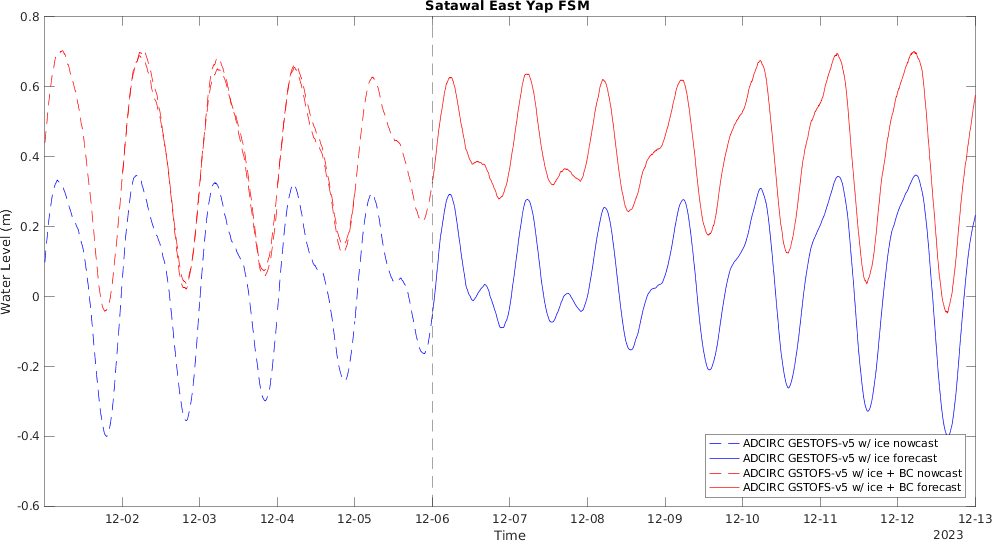 Satawal East Yap FSM
0.8
0.6
0.4
0.2
0
-0.2
-0.4
-0.6
Water Level (m)
ADCIRC GESTOFS-v5 w/ ice nowcast
ADCIRC GESTOFS-v5 w/ ice forecast
ADCIRC GSTOFS-v5 w/ ice + BC nowcast
ADCIRC GSTOFS-v5 w/ ice + BC forecast
12-02 12-03 12-04 12-05 12-06 12-07 12-08 12-09 12-10 12-11 12-12 12-13
Time
2023